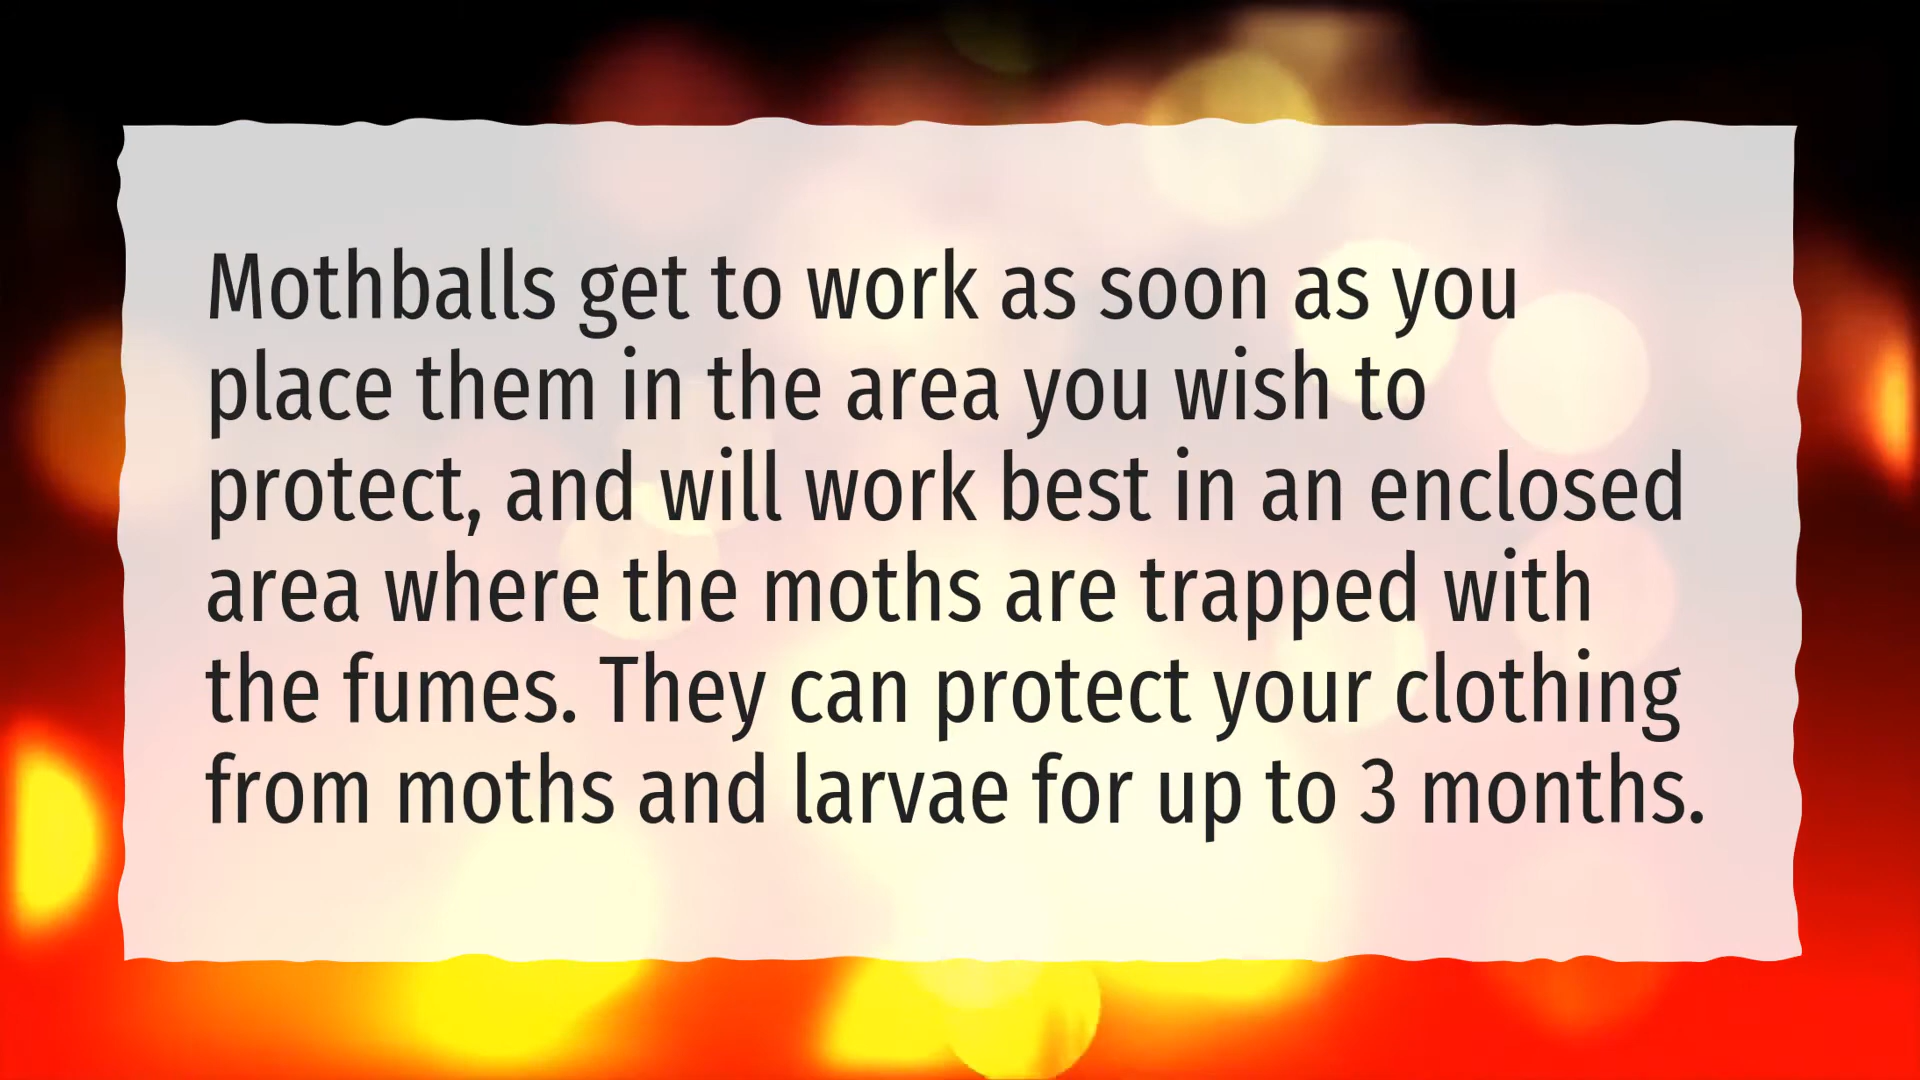 Mothballs get to work as soon as you
place them in the area you wish to
protect, and will work best in an enclosed
area where the moths are trapped with
the fumes. They can protect your clothing
from moths and larvae for up to 3 months.